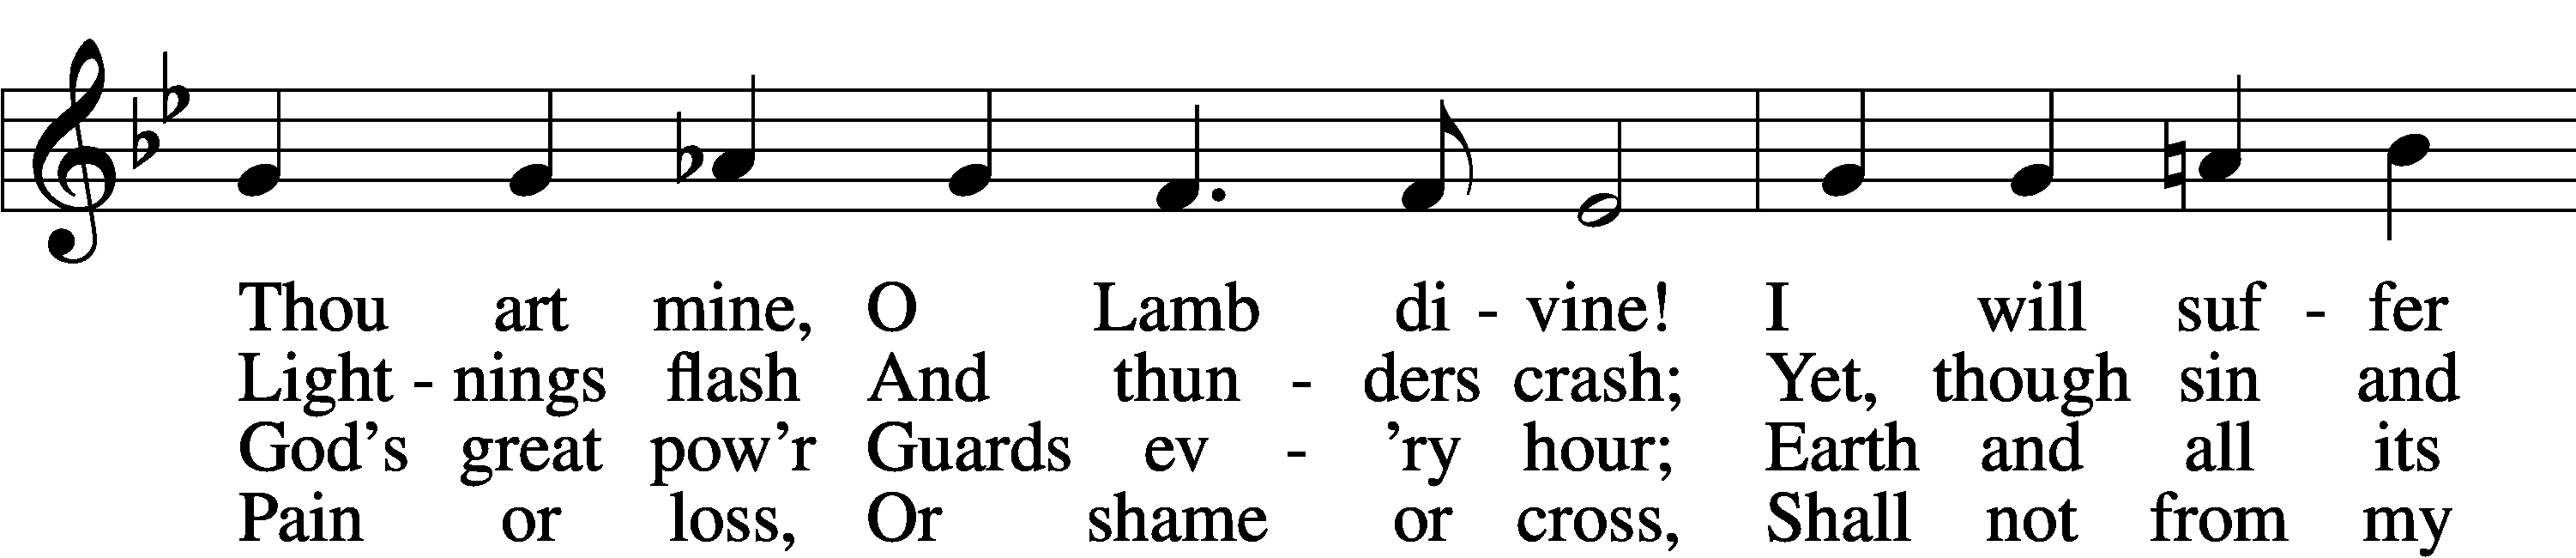 Thou art mine, O Lamb di - vine! I will suf - fer
Light - nings flash And thun - ders crash; Yet, though sin and
God's great pow'r Guards ev - 'ry hour; Earth and all its
Pain or loss, Or shame or cross, Shall not from my